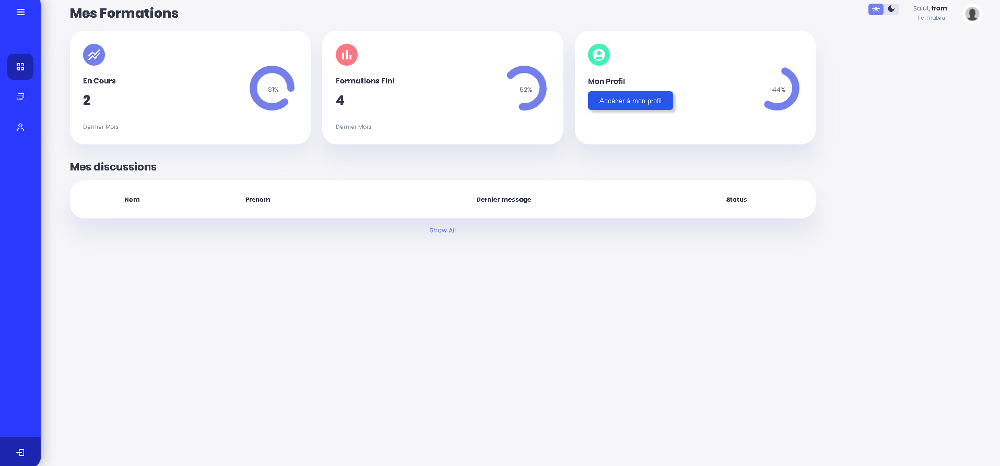 Mes Formations
Salut, from
Formateur
En Cours
2
81%
Dernier Mois
Formations Fini
4
62%
Dernier Mois
Mon Profil
Accéder à mon profil
44%
Mes discussions
Nom Prenom Dernier message Status
Show All